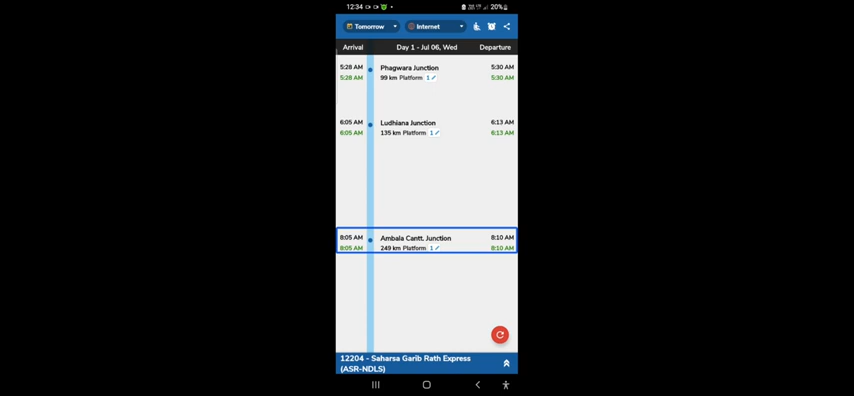 12:34 20%
Tomorrow Internet
Arrival Day 1 - Jul 06, Wed Departure
5:28 AM Phagwara Junction 5:30 AM
5:28 AM 99 km Platform 1 5:30 AM
6:05 AM Ludhiana Junction 6:13 AM
6:05 AM 135 km Platform 1 6:13 AM
8:05 AM Ambala Cantt. Junction 8:10 AM
8:05 AM 249 km Platform 1 8:10 AM
12204 - Saharsa Garib Rath Express
(ASR-NDLS)